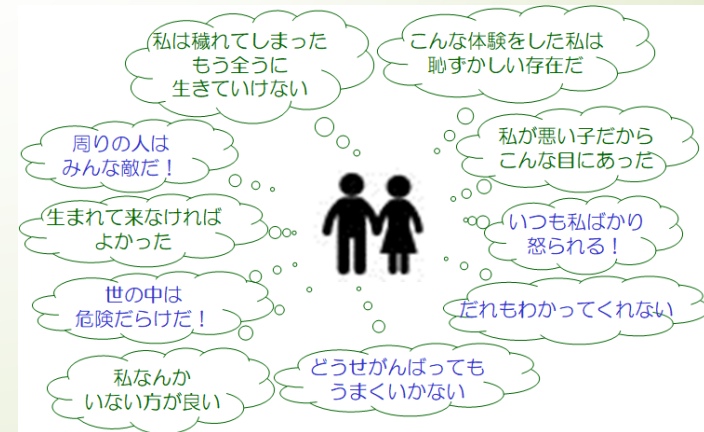 私は穢れてしまった
もう全うに
生きていけない
こんな体験をした私は
恥ずかしい存在だ
周りの人は
みんな敵だ！
私が悪い子だから
こんな目にあった
生まれて来なければ
よかった
いつも私ばかり
怒られる！
世の中は
危険だらけだ！
だれもわかってくれない
私なんか
いない方が良い
どうせがんばっても
うまくいかない